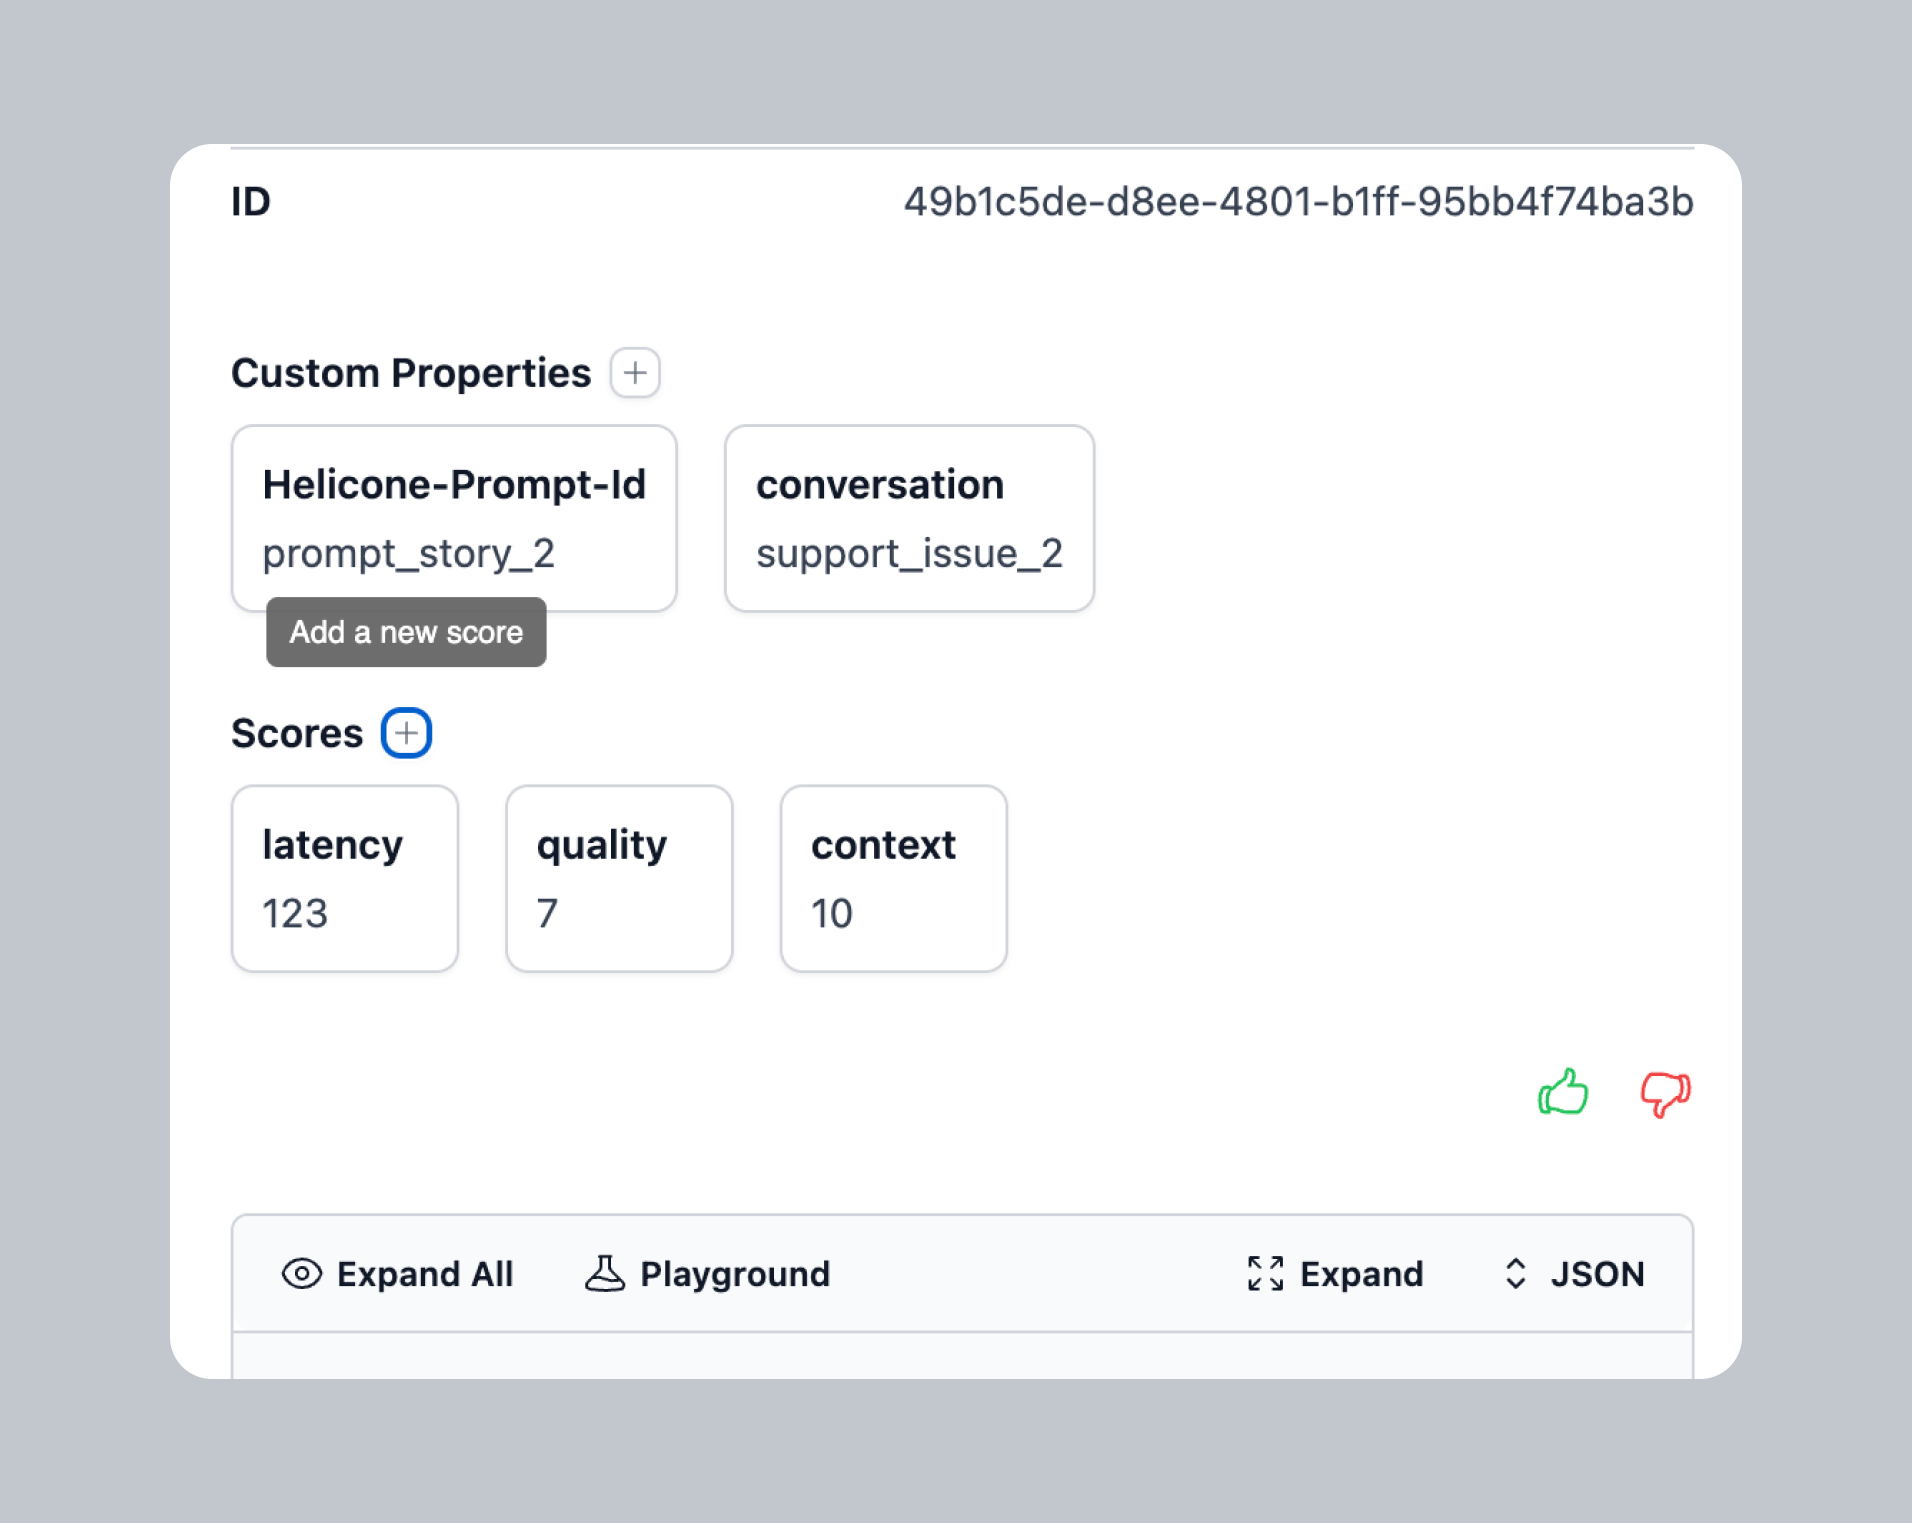 ID 49b1c5de-d8ee-4801-b1ff-95bb4f74ba3b
Custom Properties
Helicone-Prompt-Id conversation
prompt_story_2 support_issue_2
Add a new score
Scores
latency quality context
123 7 10
Expand All Playground Expand JSON